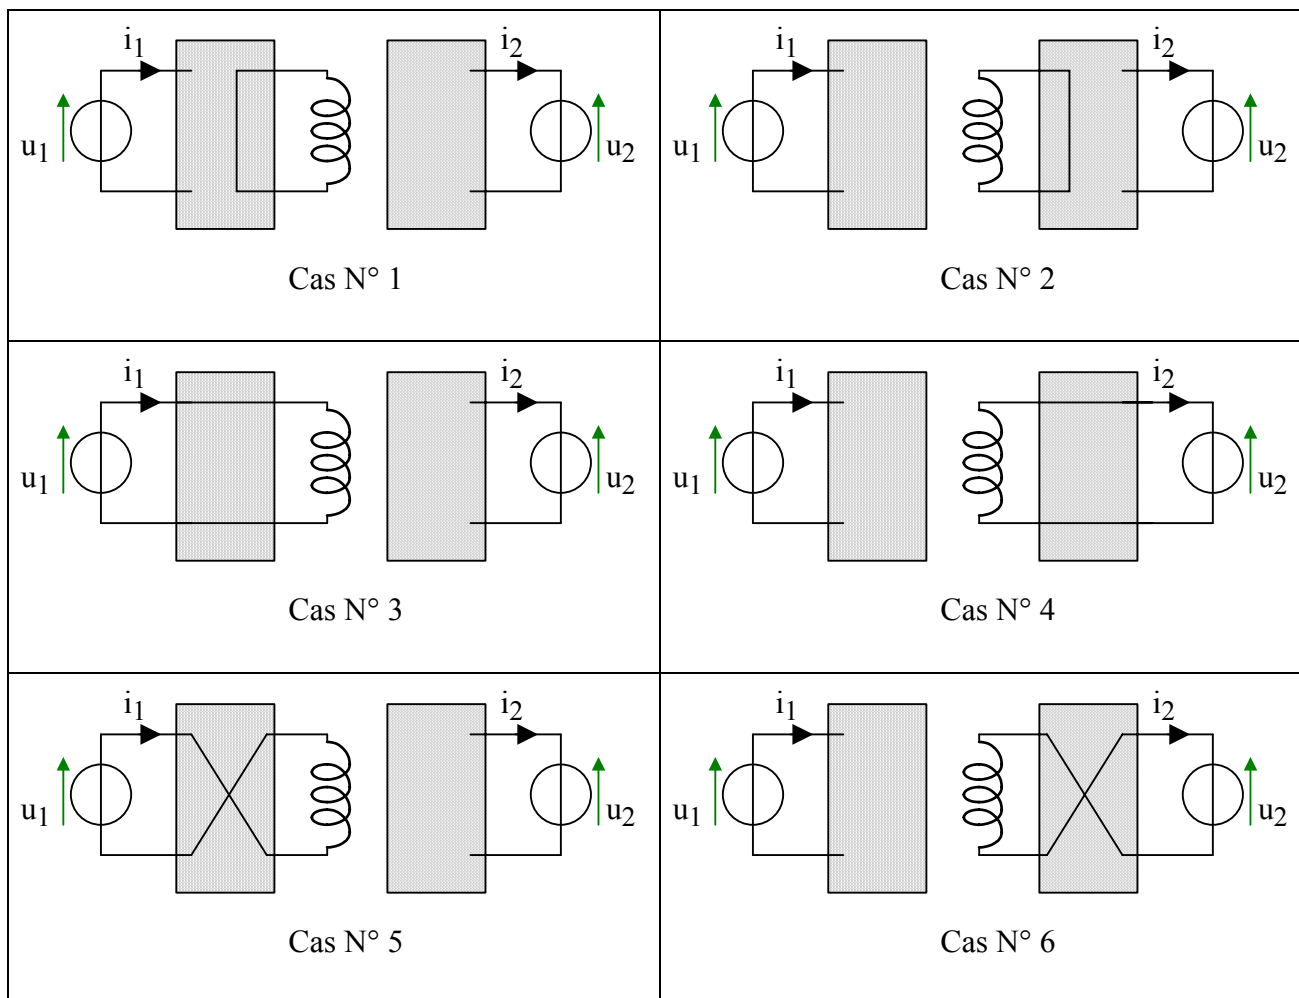 i1 i2
u1 u2
Cas N° 1
i1 i2
u1 u2
Cas N° 2
i1 i2
u1 u2
Cas N° 3
i1 i2
u1 u2
Cas N° 4
i1 i2
u1 u2
Cas N° 5
i1 i2
u1 u2
Cas N° 6